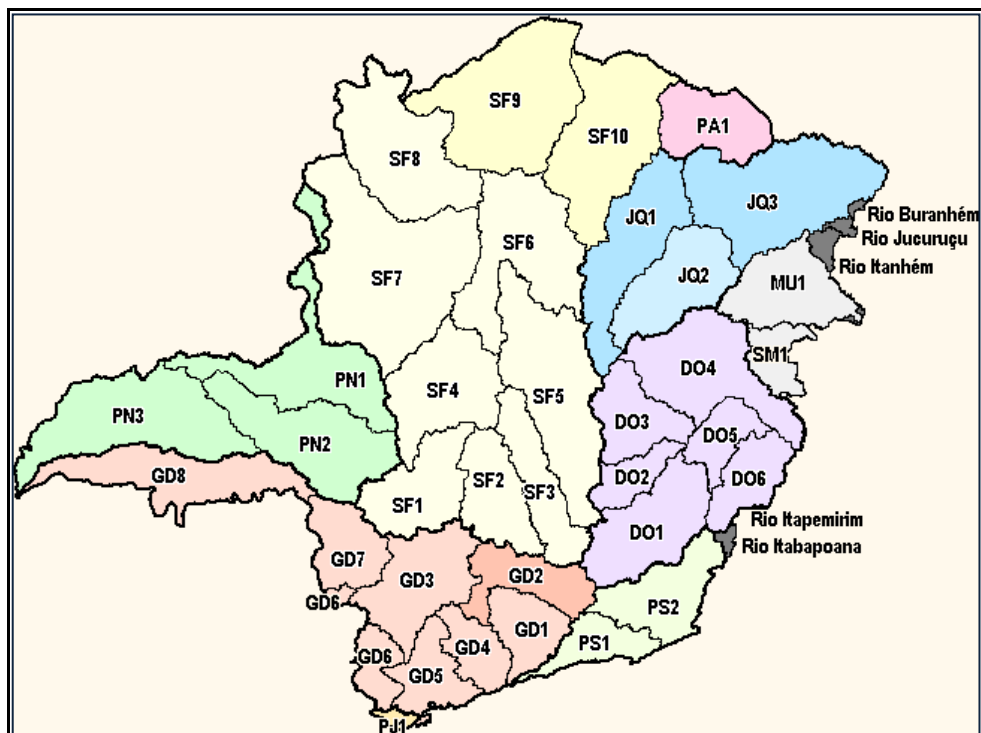 SF9
PA1
SF10
SF8
JQ3
JQ1
Rio Buranhém
Rio Jucuruçu
SF6
Rio Itanhém
SF7
JQ2
MU1
SM1
DO4
PN1
SF4
SF5
PN3
DO3
DO5
PN2
GD8
DO2
DO6
SF2
SF3
SF1
Rio Itapemirim
DO1
Rio Itabapoana
GD7
GD3
GD2
GD6
PS2
GD1
PS1
GD4
GD6
GD5
PJ1